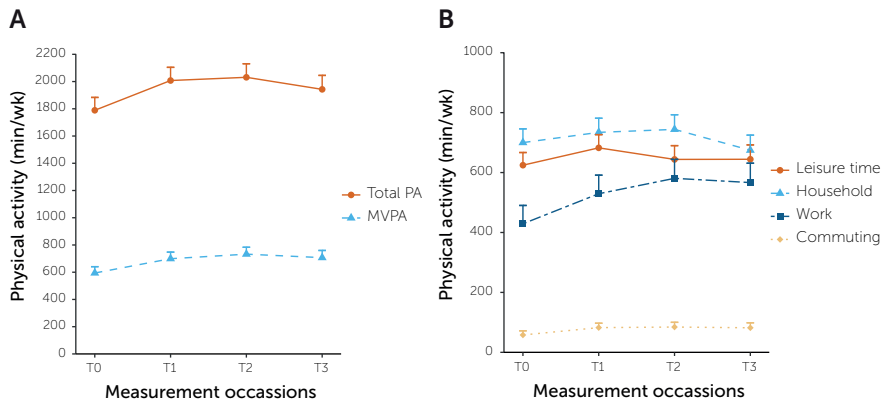 A
Physical activity (min/wk)
2200
2000
1800
1600
1400
1200
1000
800
600
400
200
0
T0 T1 T2 T3
Measurement occassions
Total PA
MVPA
B
Physical activity (min/wk)
1000
800
600
400
200
0
T0 T1 T2 T3
Measurement occassions
Leisure time
Household
Work
Commuting